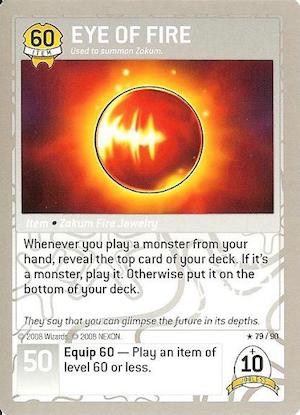 60
ITEM
EYE OF FIRE
Used to summon Zakum.
Item • Zakum Fire Jewelry
Whenever you play a monster from your
hand, reveal the top card of your deck. If it's
a monster, play it. Otherwise put it on the
bottom of your deck.
They say that you can glimpse the future in its depths.
© 2008 Wizards. © 2008 NEXON.
★ 79 / 90
50
Equip 60 — Play an item of
level 60 or less.
+
10